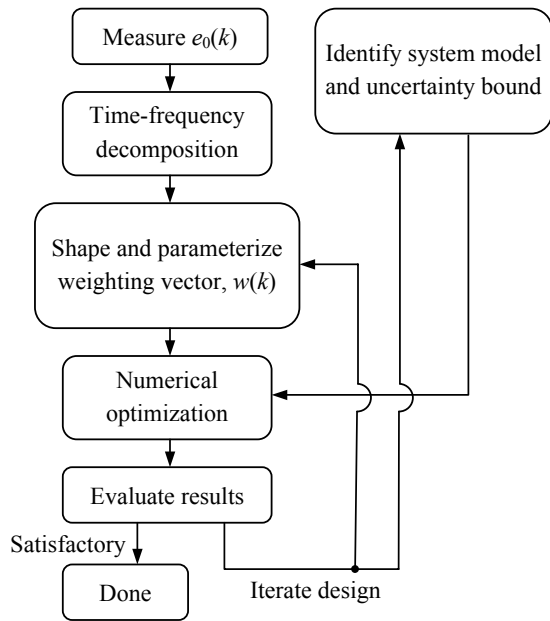 Measure e₀(k)
Time-frequency
decomposition
Shape and parameterize
weighting vector, w(k)
Numerical
optimization
Evaluate results
Satisfactory
Done
Iterate design
Identify system model
and uncertainty bound